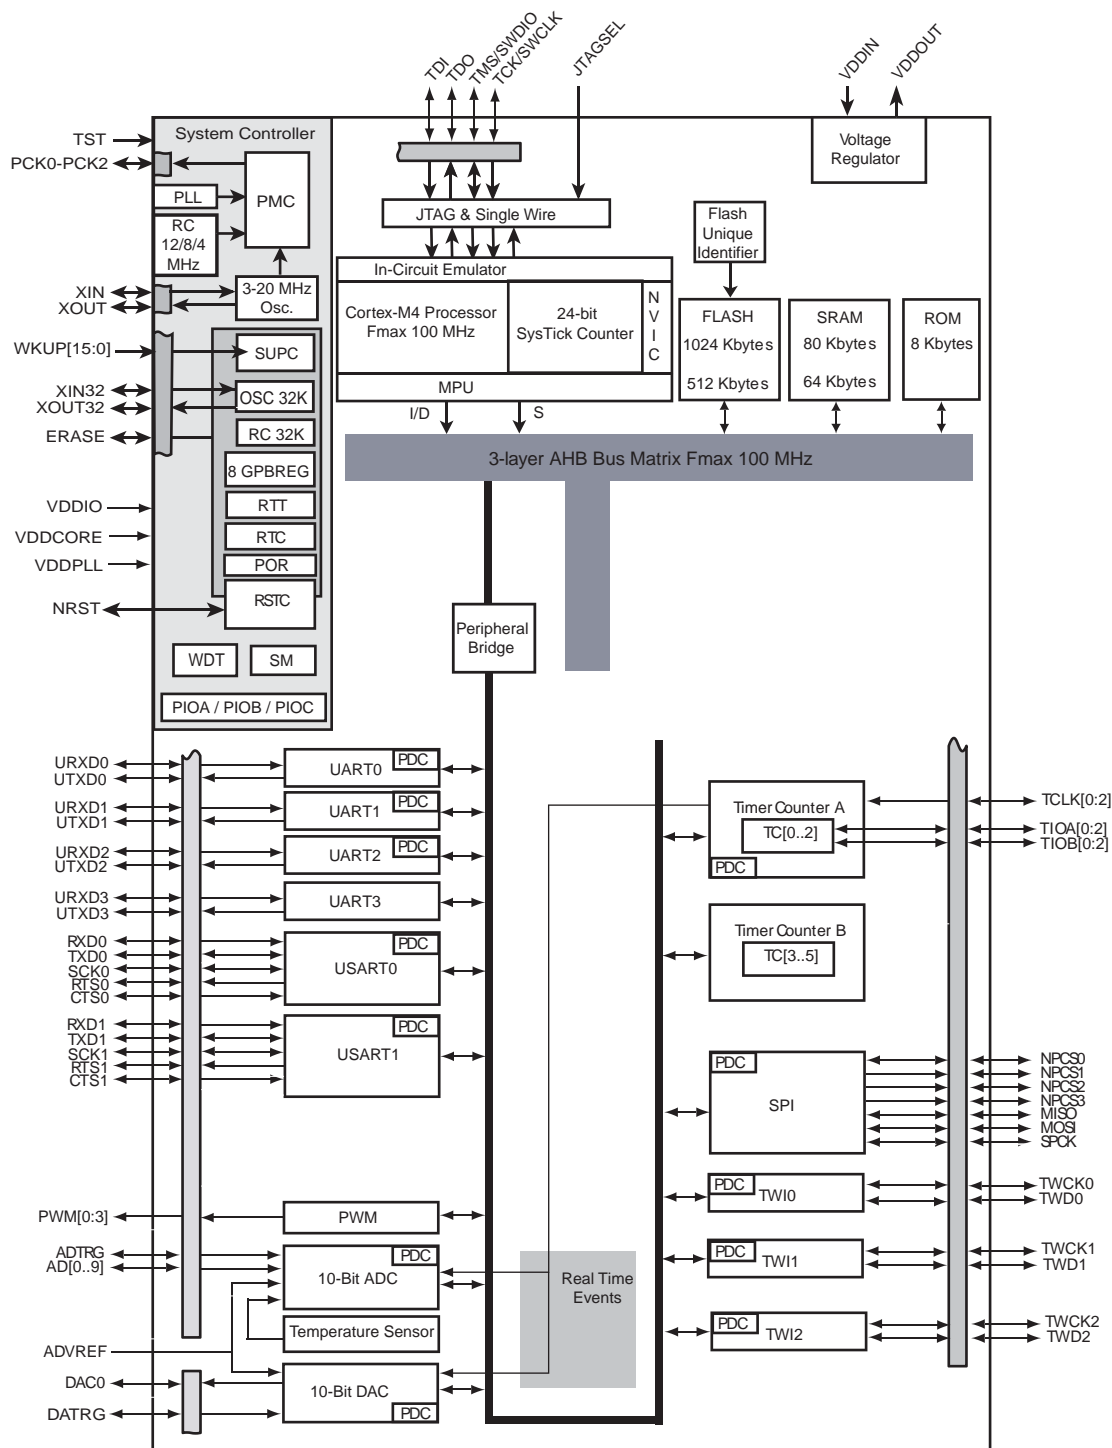 TDI
TDO
TMS/SWDIO
TCK/SWCLK
JTAGSEL
VDDIN
VDDOUT
TST
PCK0-PCK2
System Controller
PLL
PMC
RC
12/8/4
MHz
XIN
XOUT
3-20 MHz
Osc.
WKUP[15:0]
SUPC
XIN32
XOUT32
OSC 32K
ERASE
RC 32K
8 GPBREG
VDDIO
RTT
VDDCORE
RTC
VDDPLL
POR
NRST
RSTC
WDT
SM
PIOA / PIOB / PIOC
JTAG & Single Wire
In-Circuit Emulator
Cortex-M4 Processor
Fmax 100 MHz
24-bit
SysTick Counter
N
V
I
C
MPU
I/D
S
Voltage
Regulator
Flash
Unique
Identifier
FLASH
1024 Kbytes
512 Kbytes
SRAM
80 Kbytes
64 Kbytes
ROM
8 Kbytes
3-layer AHB Bus Matrix Fmax 100 MHz
Peripheral
Bridge
URXD0
UTXD0
UART0
PDC
URXD1
UTXD1
UART1
PDC
URXD2
UTXD2
UART2
PDC
URXD3
UTXD3
UART3
RXD0
TXD0
SCK0
RTS0
CTS0
USART0
PDC
RXD1
TXD1
SCK1
RTS1
CTS1
USART1
PDC
PWM[0:3]
PWM
ADTRG
AD[0..9]
10-Bit ADC
PDC
Temperature Sensor
ADVREF
DAC0
DATRG
10-Bit DAC
PDC
Real Time
Events
Timer Counter A
TC[0..2]
PDC
TCLK[0:2]
TIOA[0:2]
TIOB[0:2]
Timer Counter B
TC[3..5]
PDC
SPI
NPCS0
NPCS1
NPCS2
NPCS3
MISO
MOSI
SPCK
PDC
TWI0
TWCK0
TWD0
PDC
TWI1
TWCK1
TWD1
PDC
TWI2
TWCK2
TWD2